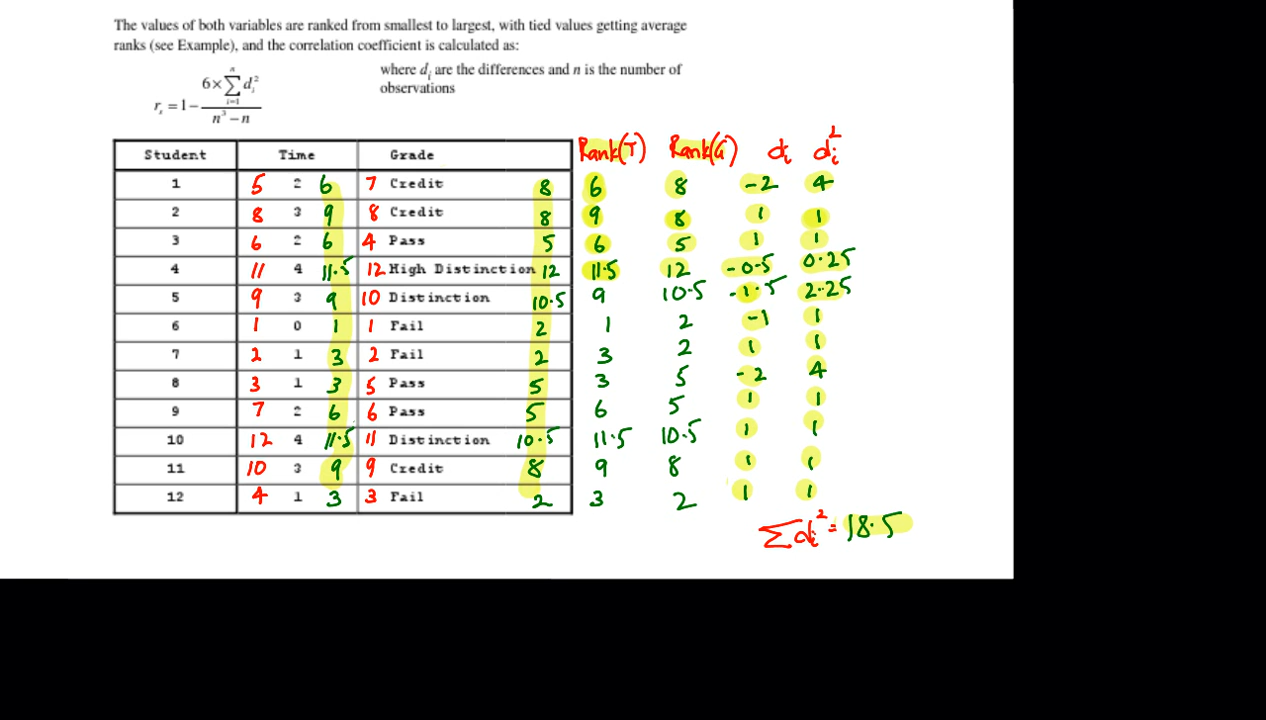 The values of both variables are ranked from smallest to largest, with tied values getting average
ranks (see Example), and the correlation coefficient is calculated as:
r_s = 1 - (6 × Σ_{i=1}^{n} d_i²) / (n³ - n)
where d_i are the differences and n is the number of
observations
Student Time Grade Rank(T) Rank(G) di di²
1 5 2 6 7 Credit 8 6 8 -2 4
2 8 3 9 8 Credit 8 9 8 1 1
3 6 2 6 4 Pass 5 6 5 1 1
4 11 4 11.5 12 High Distinction 12 11.5 12 -0.5 0.25
5 9 3 9 10 Distinction 10.5 9 10.5 -1.5 2.25
6 1 0 1 1 Fail 2 1 2 -1 1
7 2 1 3 2 Fail 2 3 2 1 1
8 3 1 3 5 Pass 5 3 5 -2 4
9 7 2 6 6 Pass 5 6 5 1 1
10 12 4 11.5 11 Distinction 10.5 11.5 10.5 1 1
11 10 3 9 9 Credit 8 9 8 1 1
12 4 1 3 3 Fail 2 3 2 1 1
Σdi² = 18.5